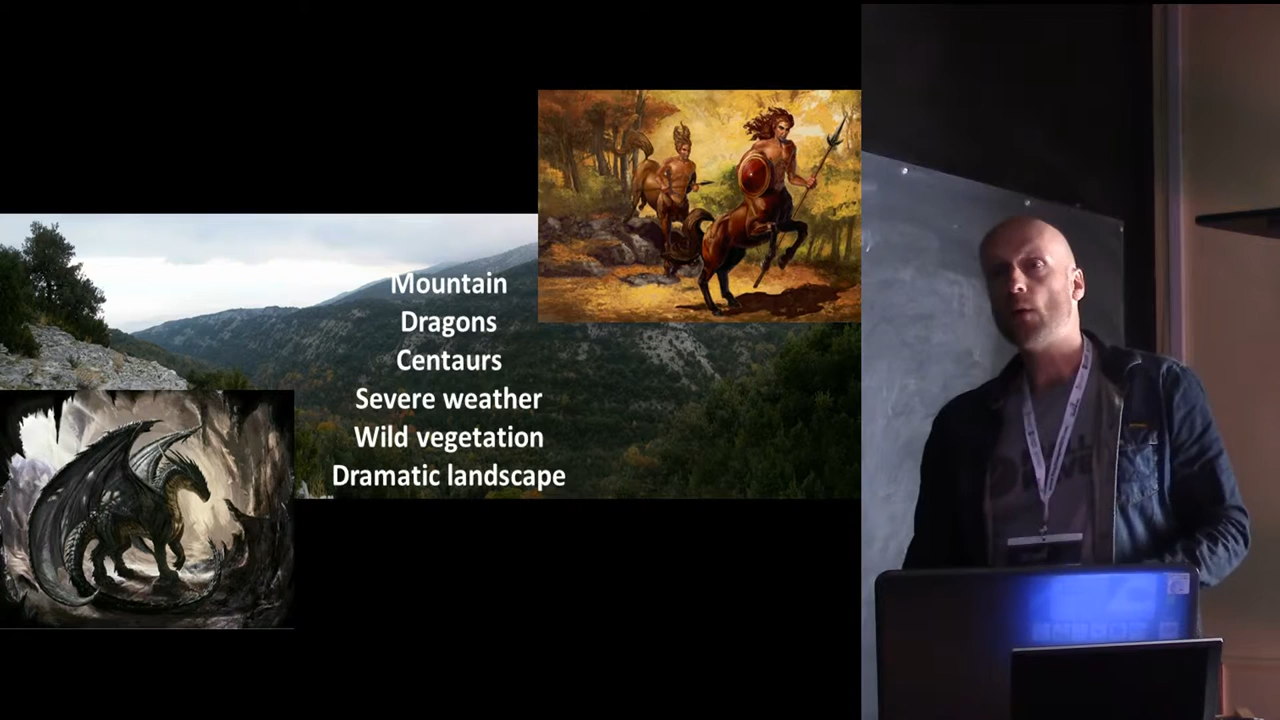 Mountain
Dragons
Centaurs
Severe weather
Wild vegetation
Dramatic landscape